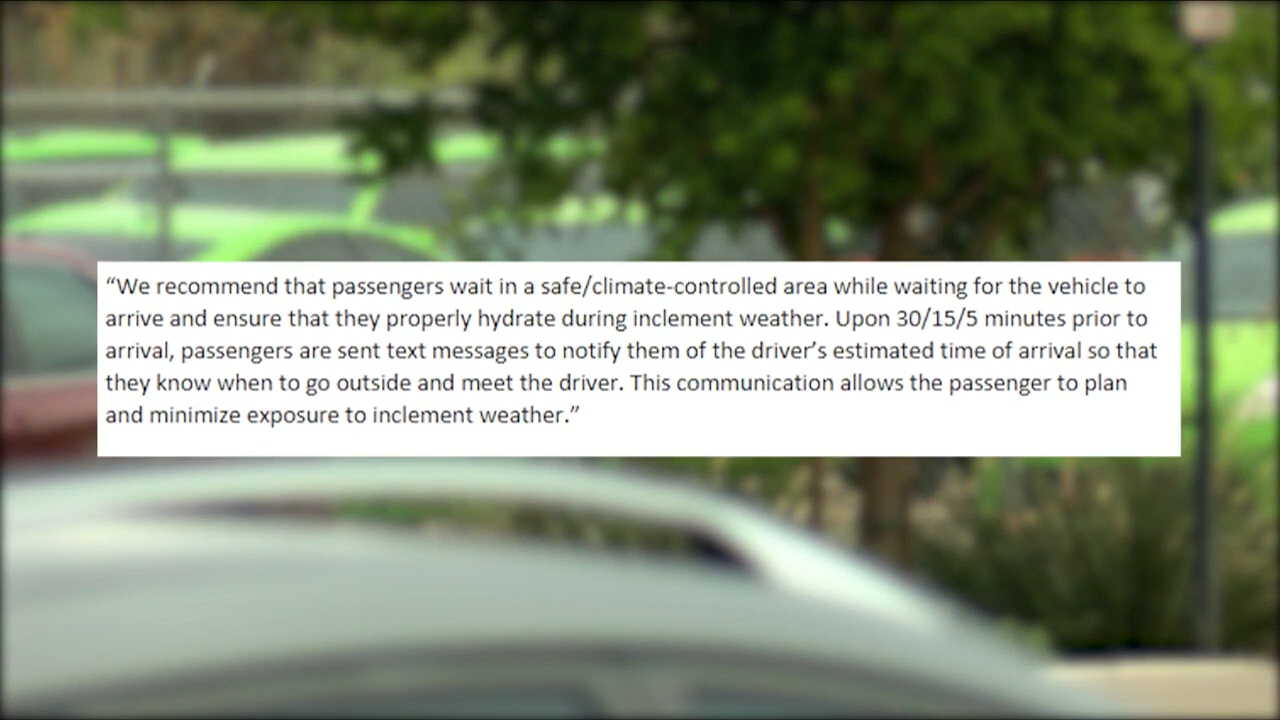 “We recommend that passengers wait in a safe/climate-controlled area while waiting for the vehicle to
arrive and ensure that they properly hydrate during inclement weather. Upon 30/15/5 minutes prior to
arrival, passengers are sent text messages to notify them of the driver’s estimated time of arrival so that
they know when to go outside and meet the driver. This communication allows the passenger to plan
and minimize exposure to inclement weather.”